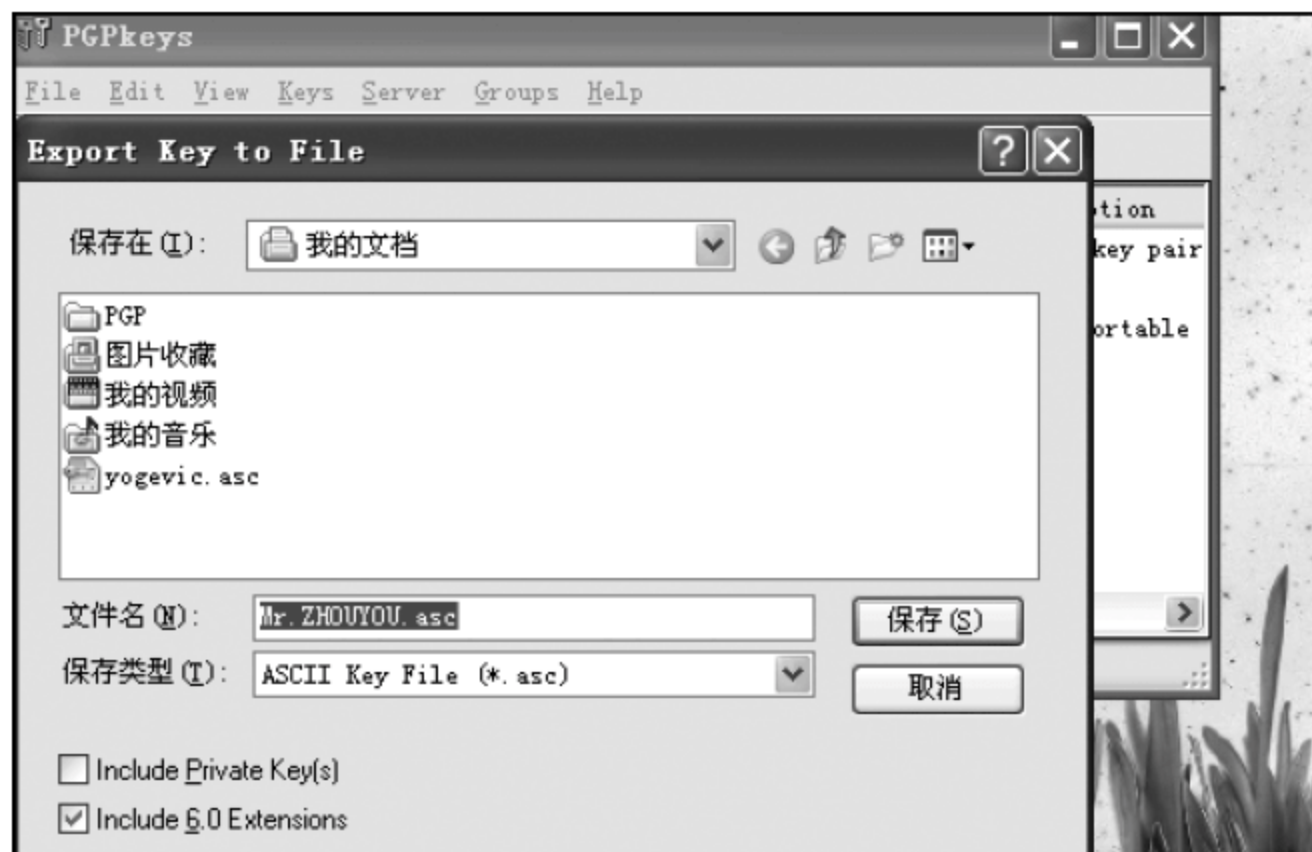 PGPkeys
File Edit View Keys Server Groups Help
Export Key to File
保存在(I):
我的文档
tion
key pair
ortable
PGP
图片收藏
我的视频
我的音乐
yogevic.asc
文件名(N):
Mr.ZHOUYOU.asc
保存(S)
保存类型(T):
ASCII Key File (*.asc)
取消
Include Private Key(s)
Include 6.0 Extensions